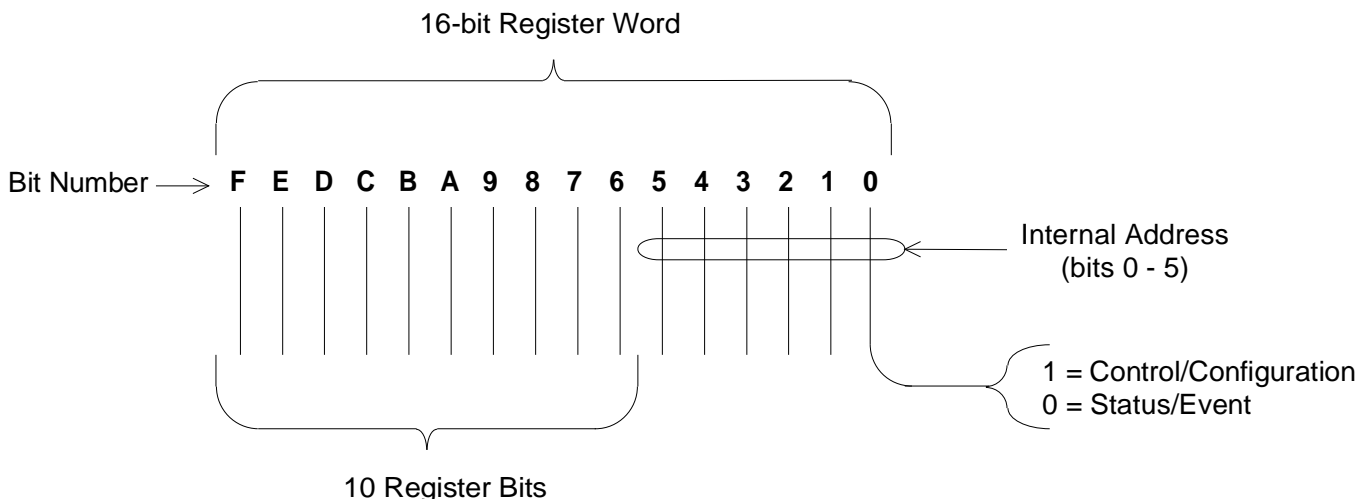 16-bit Register Word
Bit Number
F E D C B A 9 8 7 6 5 4 3 2 1 0
Internal Address
(bits 0 - 5)
1 = Control/Configuration
0 = Status/Event
10 Register Bits